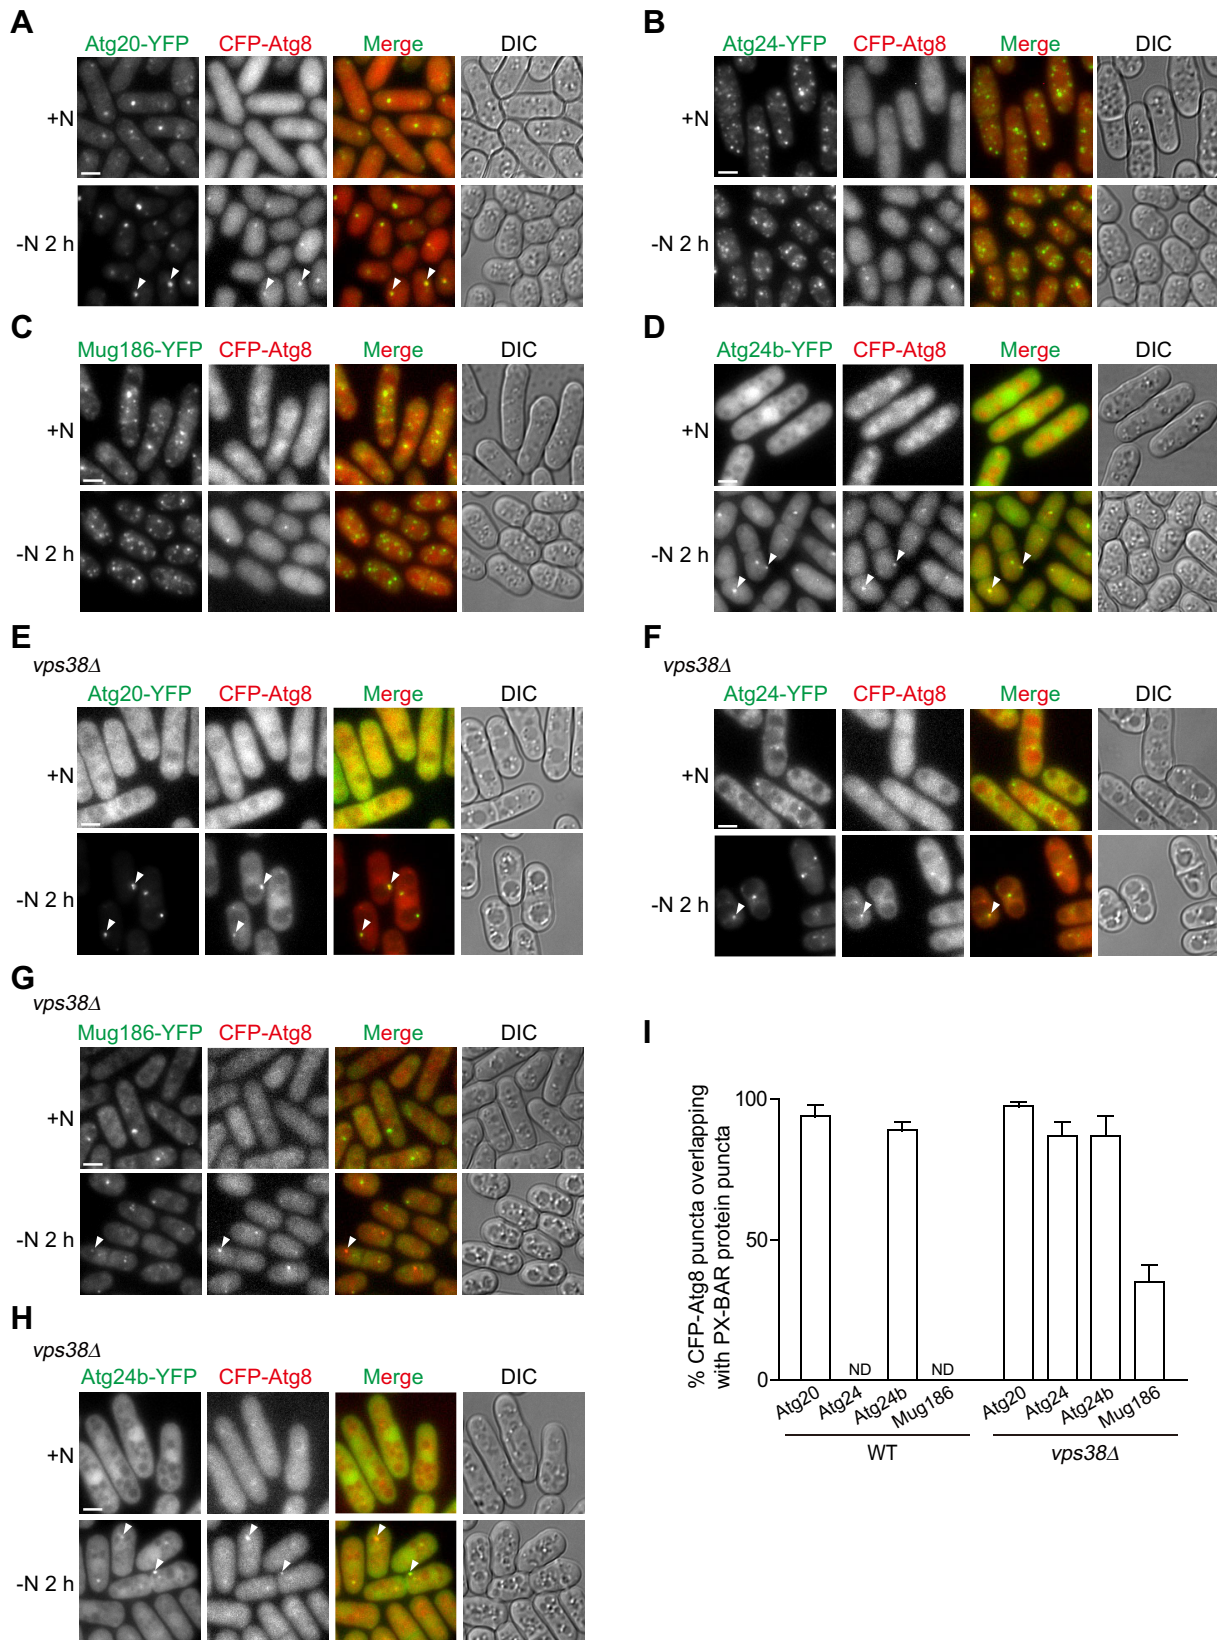 A
Atg20-YFP CFP-Atg8 Merge DIC
+N
-N 2 h
B
Atg24-YFP CFP-Atg8 Merge DIC
+N
-N 2 h
C
Mug186-YFP CFP-Atg8 Merge DIC
+N
-N 2 h
D
Atg24b-YFP CFP-Atg8 Merge DIC
+N
-N 2 h
E
vps38Δ
Atg20-YFP CFP-Atg8 Merge DIC
+N
-N 2 h
F
vps38Δ
Atg24-YFP CFP-Atg8 Merge DIC
+N
-N 2 h
G
vps38Δ
Mug186-YFP CFP-Atg8 Merge DIC
+N
-N 2 h
H
vps38Δ
Atg24b-YFP CFP-Atg8 Merge DIC
+N
-N 2 h
I
% CFP-Atg8 puncta overlapping
with PX-BAR protein puncta
100
50
0
ND ND
Atg20 Atg24 Atg24b Mug186 Atg20 Atg24 Atg24b Mug186
WT vps38Δ